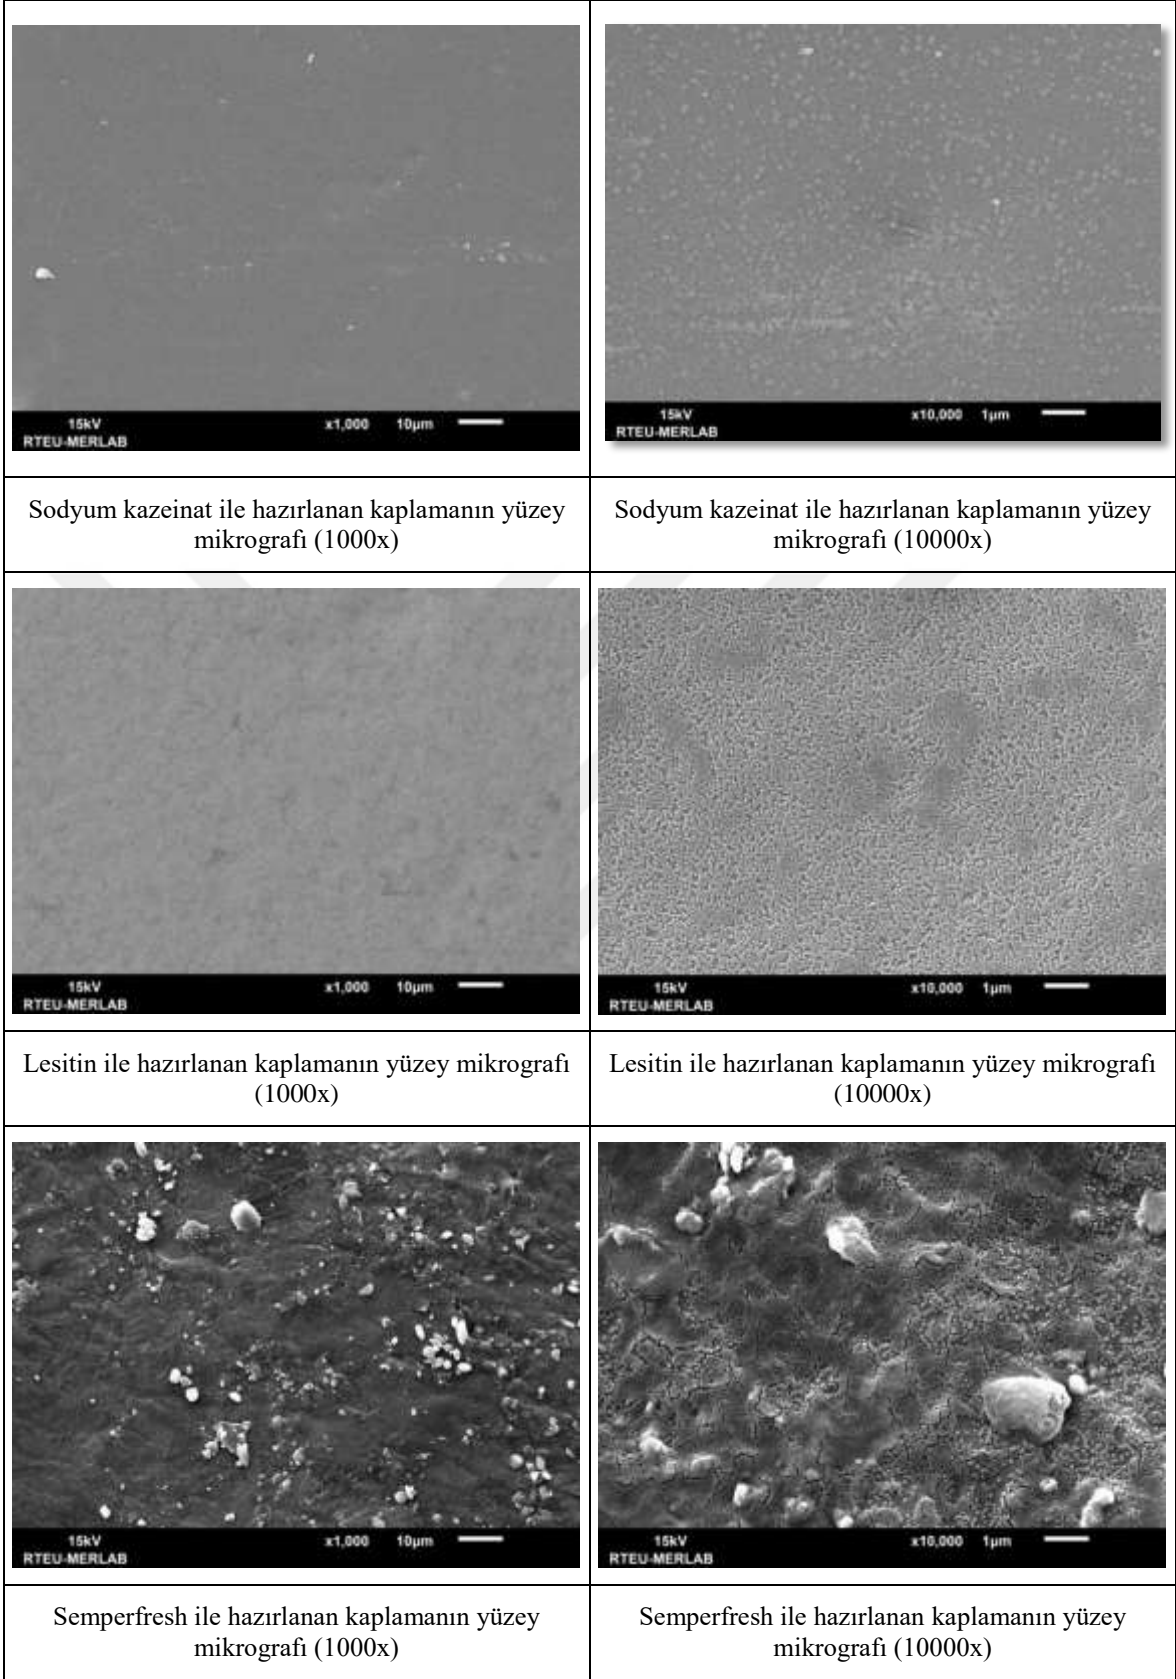 15kV x1,000 10µm
RTEU-MERLAB
15kV x10,000 1µm
RTEU-MERLAB
Sodyum kazeinat ile hazırlanan kaplamanın yüzey
mikrografı (1000x)
Sodyum kazeinat ile hazırlanan kaplamanın yüzey
mikrografı (10000x)
15kV x1,000 10µm
RTEU-MERLAB
15kV x10,000 1µm
RTEU-MERLAB
Lesitin ile hazırlanan kaplamanın yüzey mikrografı
(1000x)
Lesitin ile hazırlanan kaplamanın yüzey mikrografı
(10000x)
15kV x1,000 10µm
RTEU-MERLAB
15kV x10,000 1µm
RTEU-MERLAB
Semperfresh ile hazırlanan kaplamanın yüzey
mikrografı (1000x)
Semperfresh ile hazırlanan kaplamanın yüzey
mikrografı (10000x)